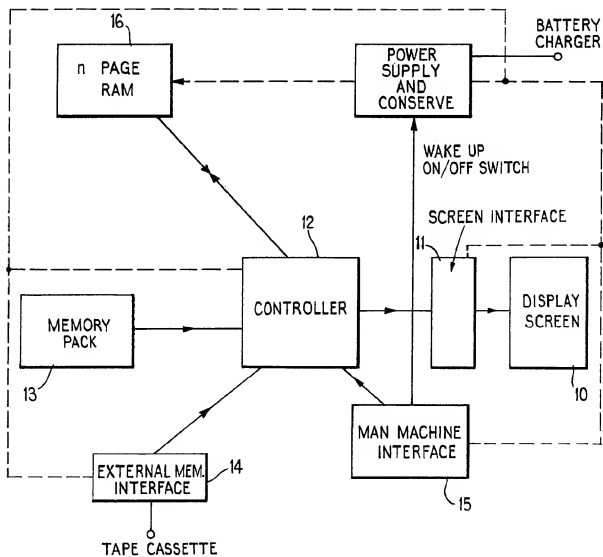 16
n PAGE
RAM
POWER
SUPPLY
AND
CONSERVE
BATTERY
CHARGER
WAKE UP
ON/OFF SWITCH
SCREEN INTERFACE
12
11
CONTROLLER
MEMORY
PACK
13
DISPLAY
SCREEN
10
MAN MACHINE
INTERFACE
15
EXTERNAL MEM.
INTERFACE
14
TAPE CASSETTE